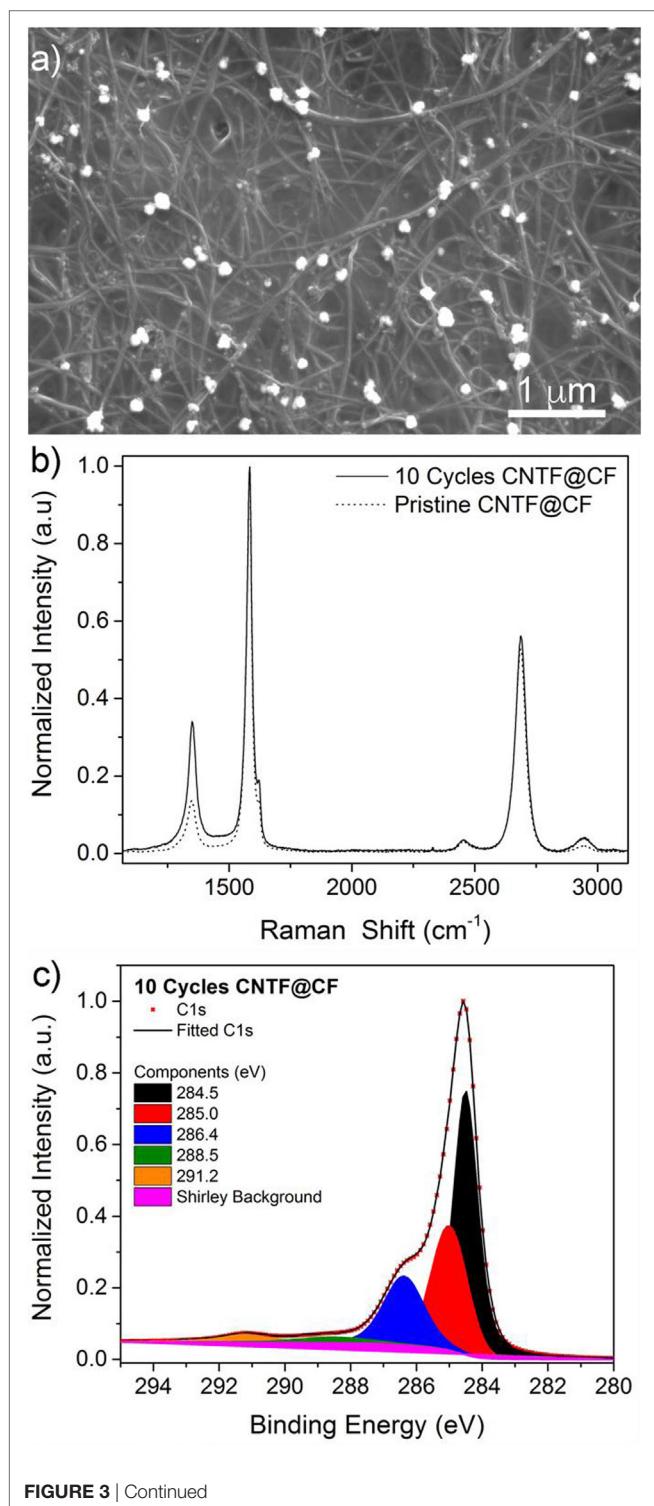 a)
1 μm
b)
1.0
0.8
0.6
0.4
0.2
0.0
Normalized Intensity (a.u)
10 Cycles CNTF@CF
Pristine CNTF@CF
1500
2000
2500
3000
Raman Shift (cm⁻¹)
c)
1.0
0.8
0.6
0.4
0.2
0.0
Normalized Intensity (a.u.)
10 Cycles CNTF@CF
C1s
Fitted C1s
Components (eV)
284.5
285.0
286.4
288.5
291.2
Shirley Background
294
292
290
288
286
284
282
280
Binding Energy (eV)
FIGURE 3 | Continued